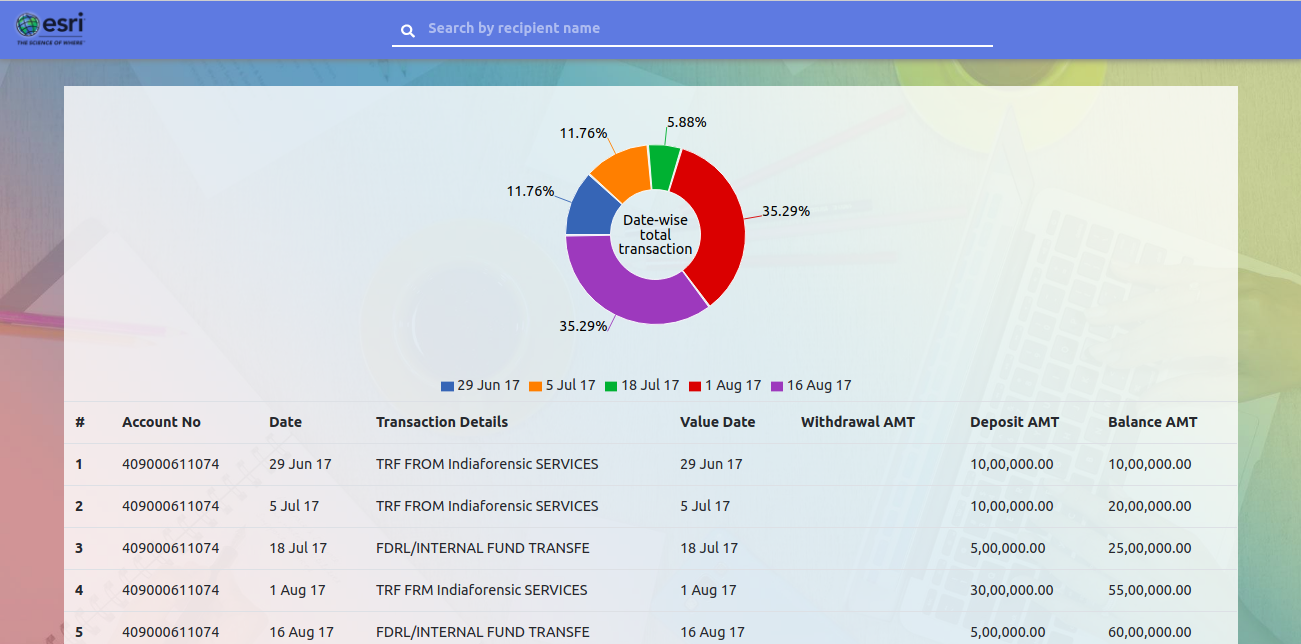 esri
THE SCIENCE OF WHERE
Search by recipient name
5.88%
11.76%
11.76%
35.29%
Date-wise
total
transaction
35.29%
29 Jun 17 5 Jul 17 18 Jul 17 1 Aug 17 16 Aug 17
# Account No Date Transaction Details Value Date Withdrawal AMT Deposit AMT Balance AMT
1 409000611074 29 Jun 17 TRF FROM Indiaforensic SERVICES 29 Jun 17 10,00,000.00 10,00,000.00
2 409000611074 5 Jul 17 TRF FROM Indiaforensic SERVICES 5 Jul 17 10,00,000.00 20,00,000.00
3 409000611074 18 Jul 17 FDRL/INTERNAL FUND TRANSFE 18 Jul 17 5,00,000.00 25,00,000.00
4 409000611074 1 Aug 17 TRF FRM Indiaforensic SERVICES 1 Aug 17 30,00,000.00 55,00,000.00
5 409000611074 16 Aug 17 FDRL/INTERNAL FUND TRANSFE 16 Aug 17 5,00,000.00 60,00,000.00